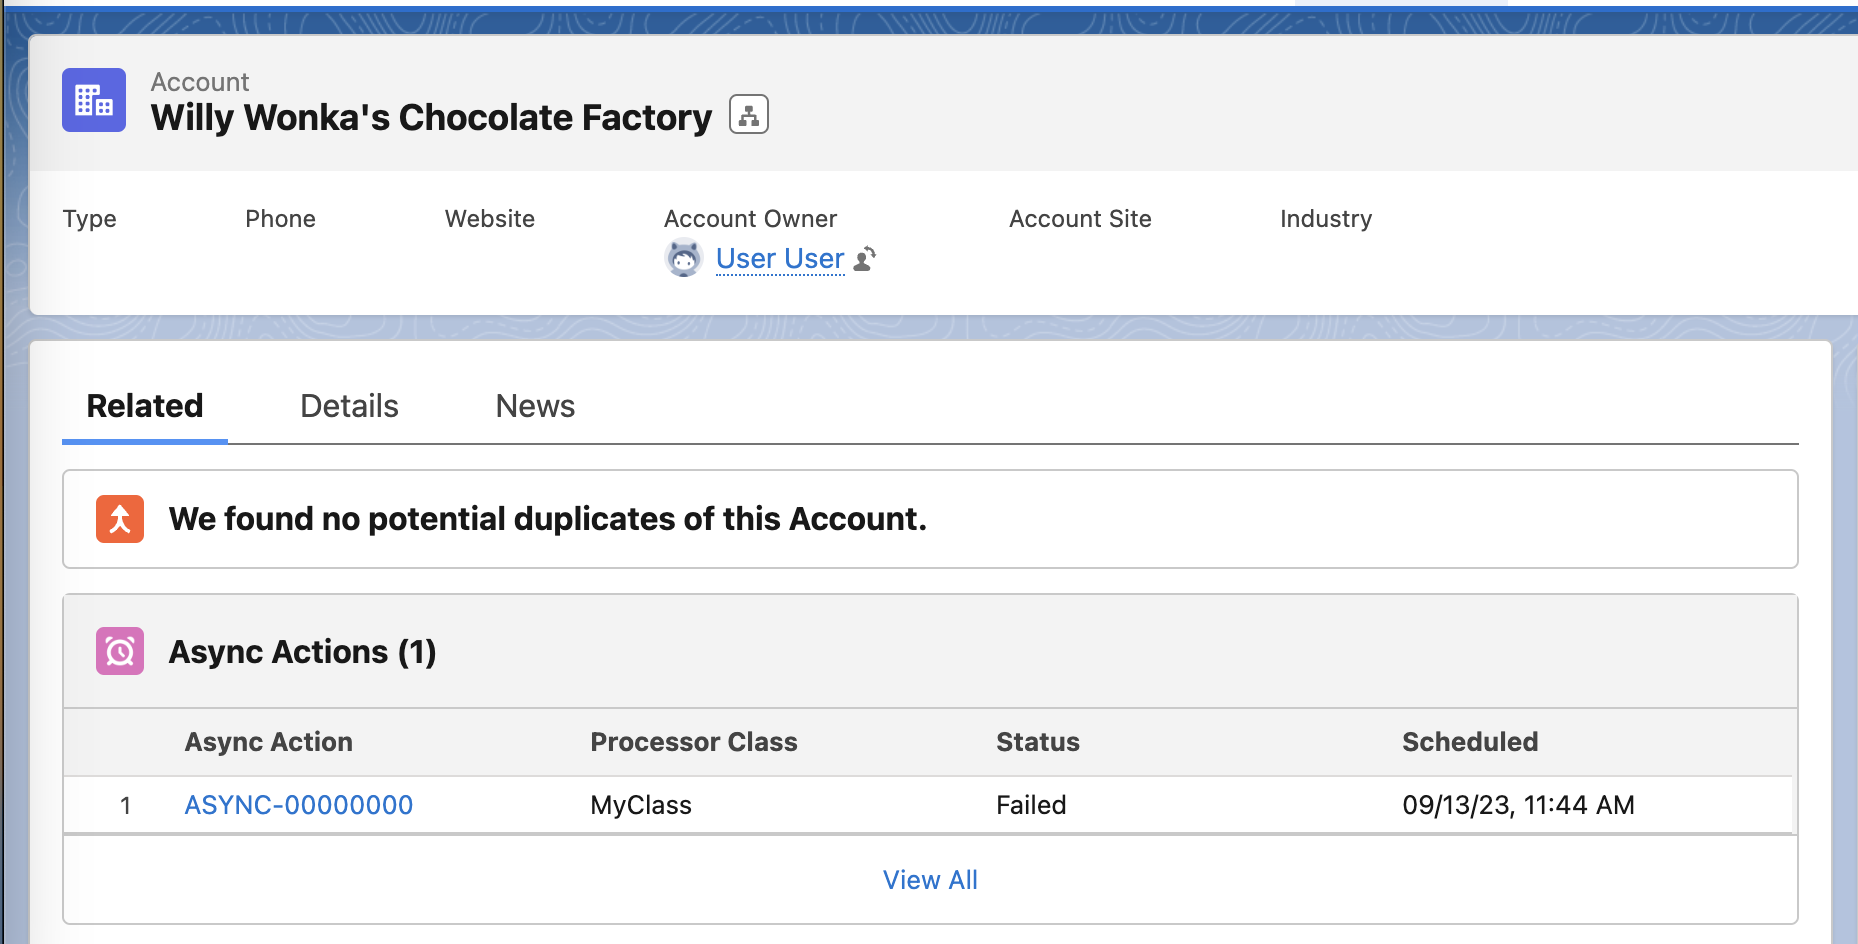 Account
Willy Wonka's Chocolate Factory
Type Phone Website Account Owner Account Site Industry
User User
Related Details News
We found no potential duplicates of this Account.
Async Actions (1)
Async Action Processor Class Status Scheduled
1 ASYNC-00000000 MyClass Failed 09/13/23, 11:44 AM
View All